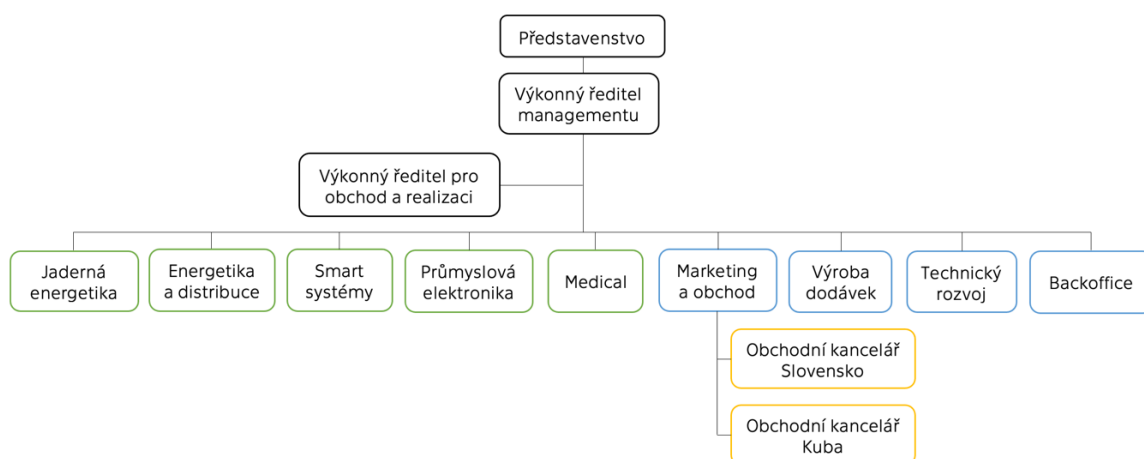 Představenstvo
Výkonný ředitel
managementu
Výkonný ředitel pro
obchod a realizaci
Jaderná
energetika
Energetika
a distribuce
Smart
systémy
Průmyslová
elektronika
Medical
Marketing
a obchod
Výroba
dodávek
Technický
rozvoj
Backoffice
Obchodní kancelář
Slovensko
Obchodní kancelář
Kuba